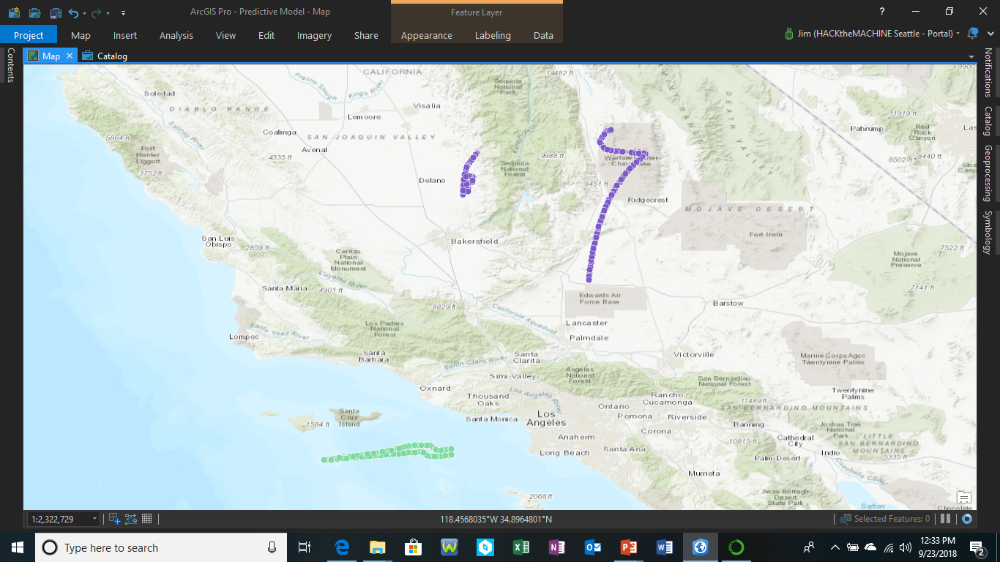 ArcGIS Pro - Predictive Model - Map
Feature Layer
?
Project
Map
Insert
Analysis
View
Edit
Imagery
Share
Appearance
Labeling
Data
Jim (HACKtheMACHINE Seattle - Portal)
Contents
Map
Catalog
Notifications
Catalog
Geoprocessing
Symbology
CALIFORNIA
14482 ft
9900
Fresno Slough
Kings River
Sequoia
National
Park
Soledad
DIABLO RANGE
Visalia
Lemoore
Salinas River
Coalinga
SAN JOAQUIN VALLEY
Avenal
5864 ft
Fort
Hunter
Liggett
4335 ft
3752 ft
Kern River
Sequoia
National
Forest
9988 ft
RANGE
DEATH VALLEY
11919 ft
Red
Rock
Canyon
Las
Pahrump
8502 ft
8440 ft
Delano
8451 ft
Ridgecrest
MOJAVE DESERT
Fort Irwin
San Luis
Obispo
2859 ft
Bakersfield
Carrizo
Plain
National
Monument
Mojave
National
Preserve
7522 ft
7141 ft
Cuyama River
Santa Maria
4901 ft
8829 ft
California Aqueduct
Edwards Air
Force Base
Barstow
Lancaster
Palmdale
Los Padres
National
Forest
Santa Ynez River
Lompoc
Santa
Barbara
Santa Clara River
Santa
Clarita
Victorville
Marine Corps Agcc
Twentynine Palms
Simi Valley
Angeles
National
Forest
San Bernardino
National Forest
Oxnard
Thousand
Oaks
Los Angeles River
Rancho
Cucamonga
Ontario
Twentynine
Palms
11489 ft
SAN BERNARDINO MOUNTAINS
Santa
Cruz
Island
1584 ft
Santa Monica
Los
Angeles
Pomona
Riverside
Banning
Joshua Tree
National
Park
Corona
Anaheim
Cathedral
City
LITTLE
SAN BERNARDINO
MOUNTAINS
10815 ft
5335 ft
Long Beach
Santa Ana
Palm Desert
Indio
Coachella Canal
Murrieta
2068 ft
Anza-Borrego
Desert
State Park
Salton
Chocolate
1:2,322,729
118.4568035°W 34.8964801°N
Selected Features: 0
Type here to search
12:33 PM
9/23/2018
2